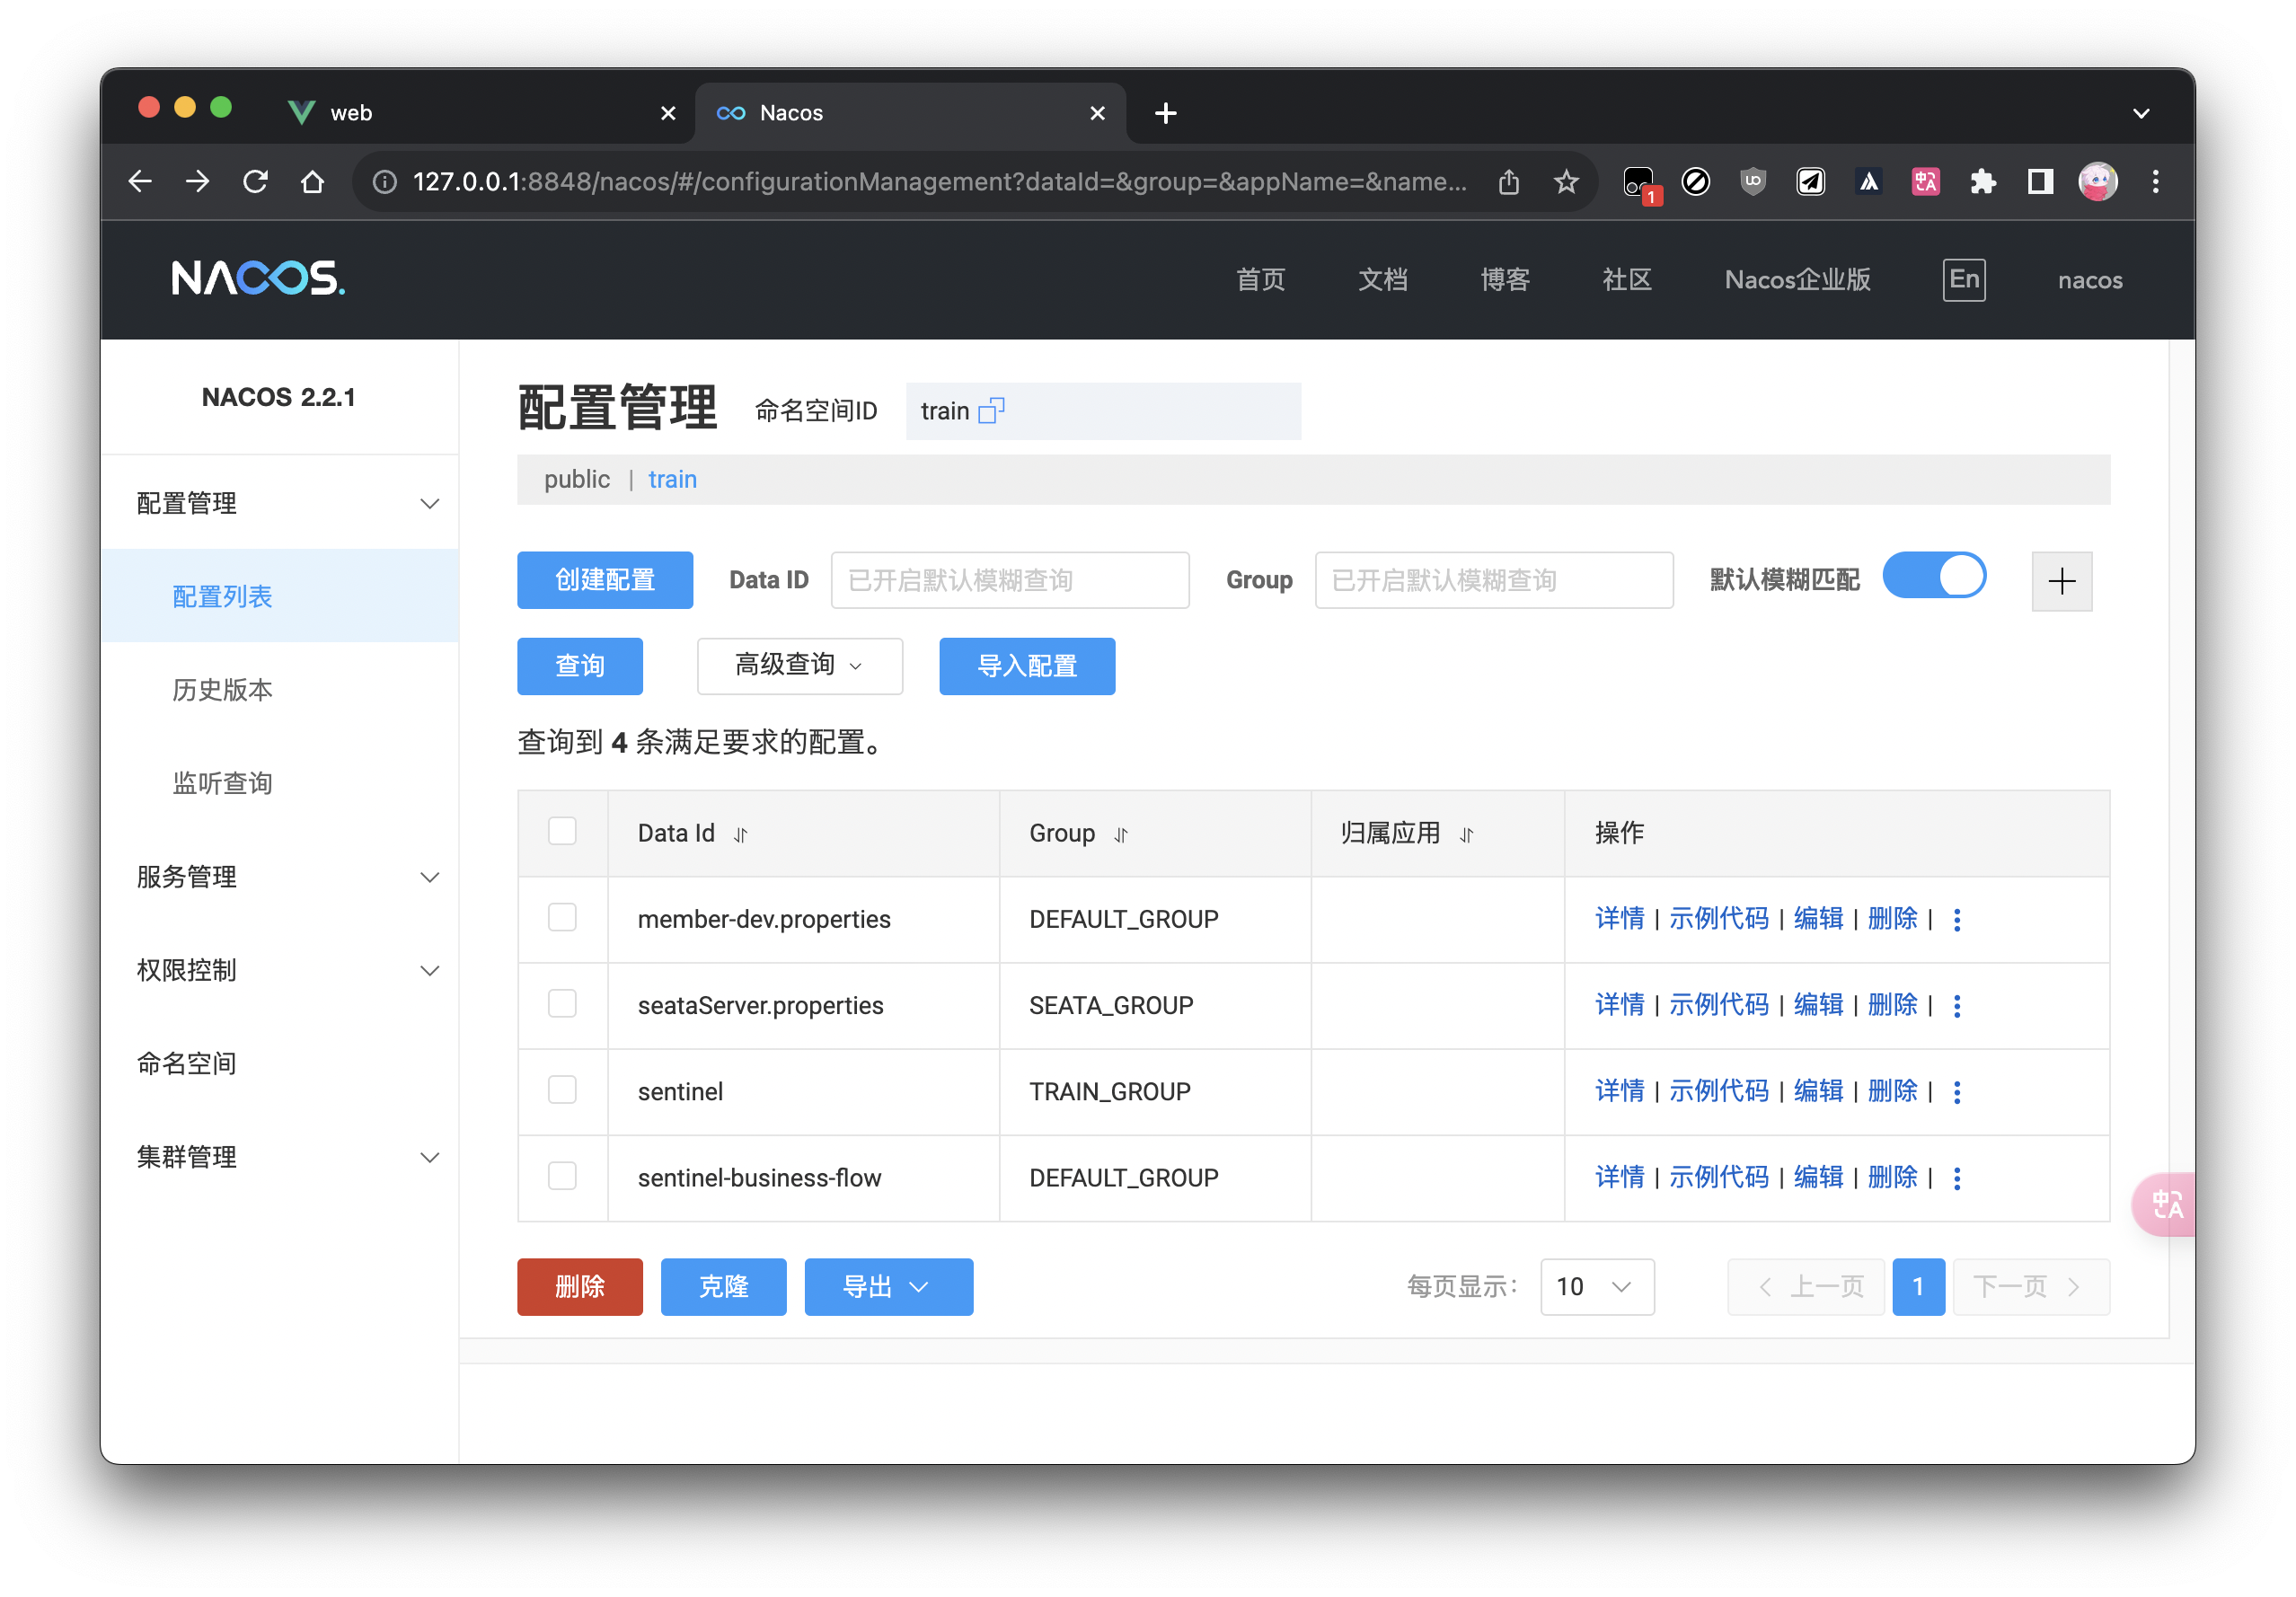 web
Nacos
127.0.0.1:8848/nacos/#/configurationManagement?dataId=&group=&appName=&name...
1
NACOS.
首页
文档
博客
社区
Nacos企业版
En
nacos
NACOS 2.2.1
配置管理
配置列表
历史版本
监听查询
服务管理
权限控制
命名空间
集群管理
配置管理 命名空间ID train
public | train
创建配置 Data ID 已开启默认模糊查询 Group 已开启默认模糊查询 默认模糊匹配
查询 高级查询 导入配置
查询到 4 条满足要求的配置。
Data Id Group 归属应用 操作
member-dev.properties DEFAULT_GROUP 详情 | 示例代码 | 编辑 | 删除 |
seataServer.properties SEATA_GROUP 详情 | 示例代码 | 编辑 | 删除 |
sentinel TRAIN_GROUP 详情 | 示例代码 | 编辑 | 删除 |
sentinel-business-flow DEFAULT_GROUP 详情 | 示例代码 | 编辑 | 删除 |
中A
删除 克隆 导出 每页显示: 10 上一页 1 下一页